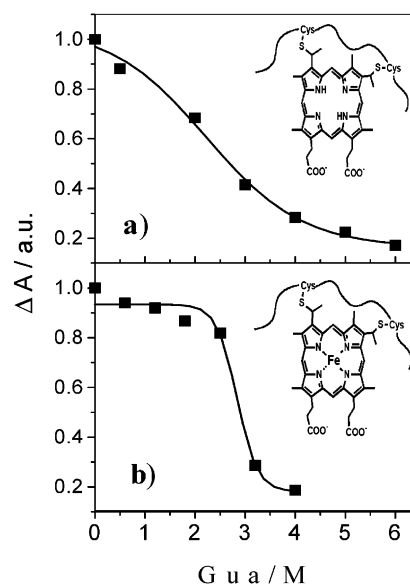 Δ A / a.u.
1.0
0.8
0.6
0.4
0.2
a)
Cys
S
S
Cys
NH
N
N
HN
COO⁻
COO⁻
1.0
0.8
0.6
0.4
0.2
b)
Cys
S
S
Cys
N
N
Fe
N
N
COO⁻
COO⁻
0
1
2
3
4
5
6
G u a / M